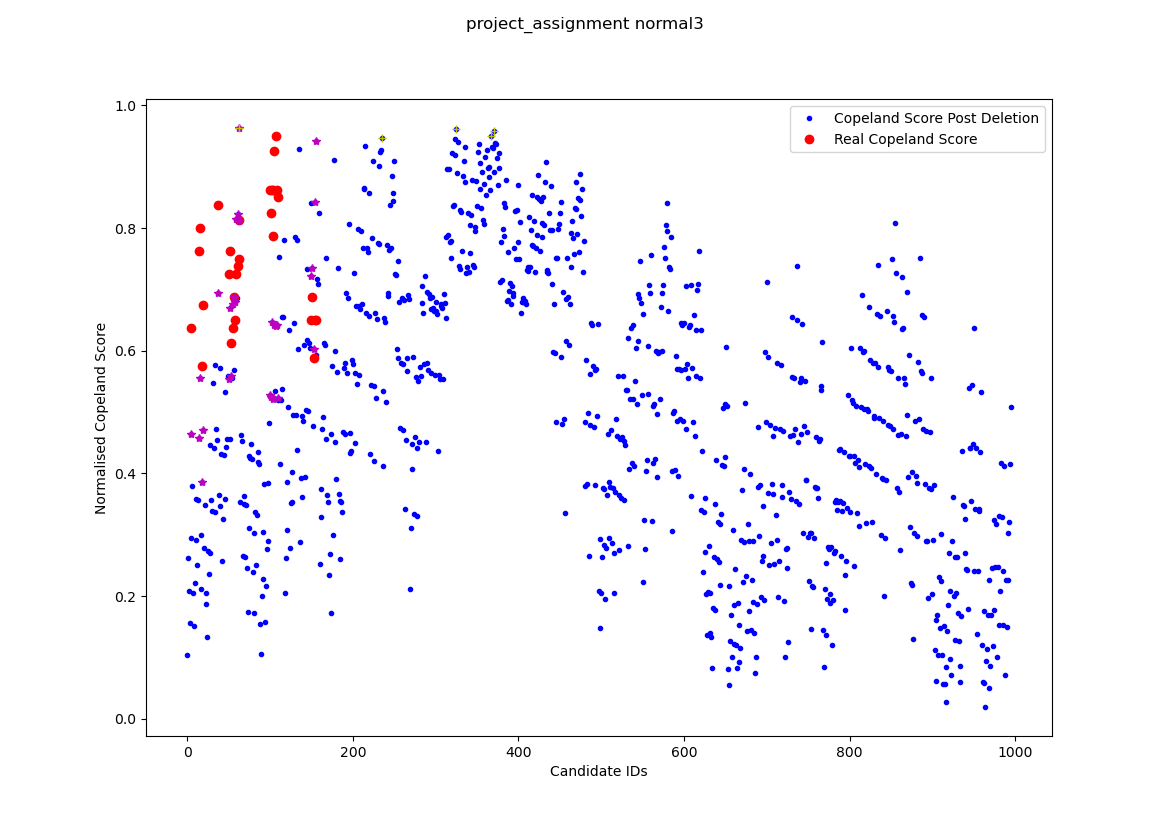 project_assignment normal3
Copeland Score Post Deletion
Real Copeland Score
1.0
0.8
0.6
0.4
0.2
0.0
Normalised Copeland Score
0
200
400
600
800
1000
Candidate IDs